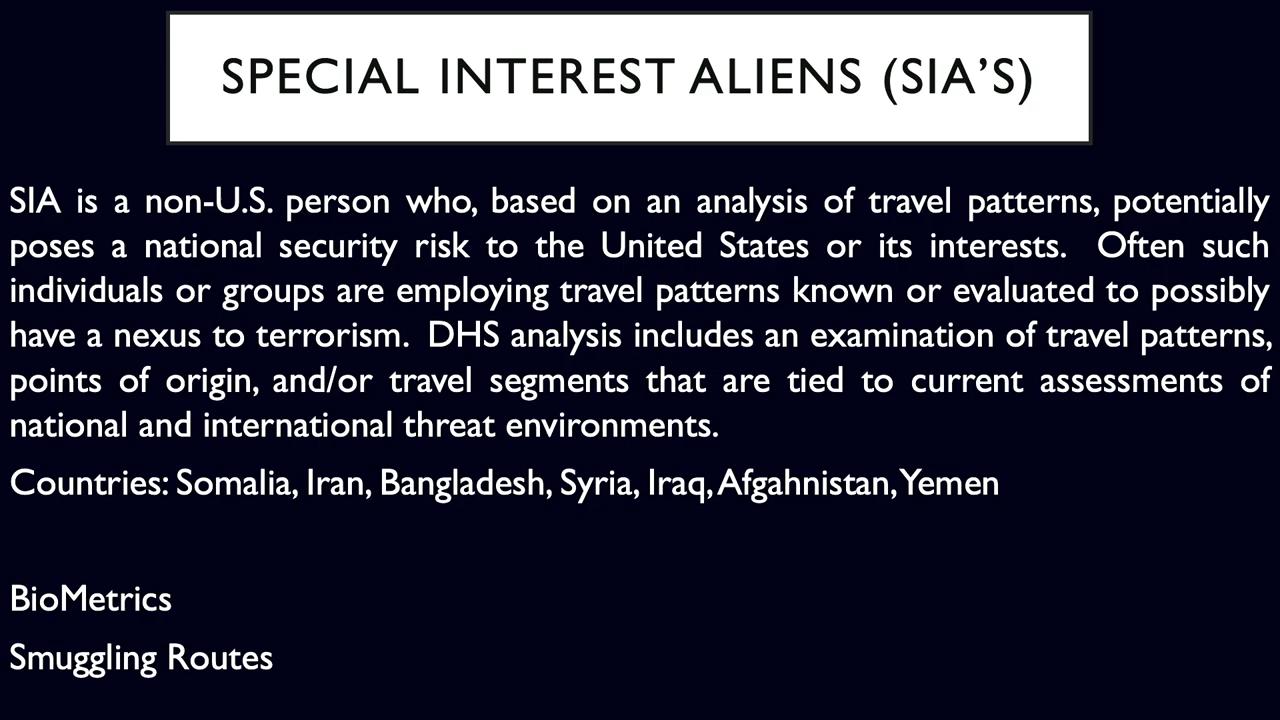 SPECIAL INTEREST ALIENS (SIA’S)
SIA is a non-U.S. person who, based on an analysis of travel patterns, potentially
poses a national security risk to the United States or its interests. Often such
individuals or groups are employing travel patterns known or evaluated to possibly
have a nexus to terrorism. DHS analysis includes an examination of travel patterns,
points of origin, and/or travel segments that are tied to current assessments of
national and international threat environments.
Countries: Somalia, Iran, Bangladesh, Syria, Iraq, Afgahnistan, Yemen
BioMetrics
Smuggling Routes